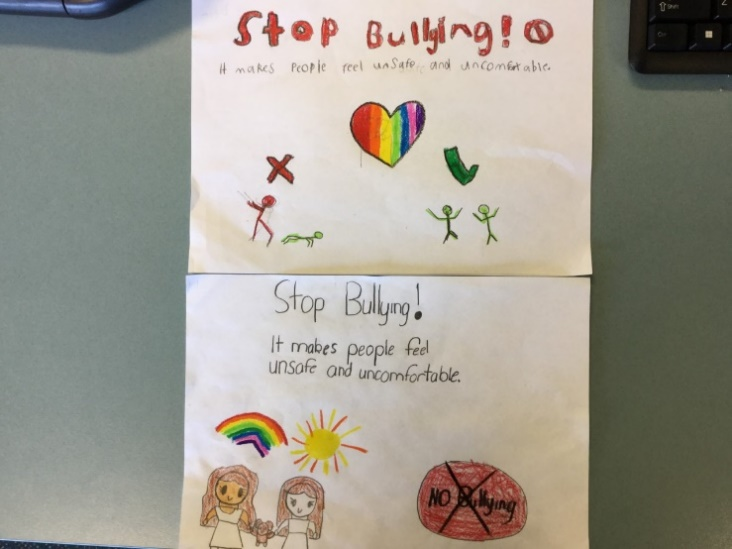 Stop Bullying!
It makes people feel unsafe and uncomfortable.
Stop Bullying!
It makes people feel
unsafe and uncomfortable.
NO Bullying